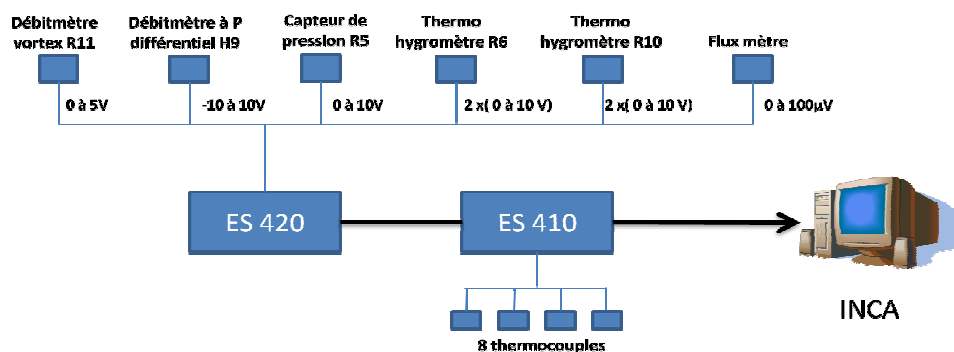 Débitmètre
vortex R11
Débitmètre à P
différentiel H9
Capteur de
pression R5
Thermo
hygromètre R6
Thermo
hygromètre R10
Flux mètre
0 à 5V
-10 à 10V
0 à 10V
2 x( 0 à 10 V)
2 x( 0 à 10 V)
0 à 100µV
ES 420
ES 410
INCA
8 thermocouples